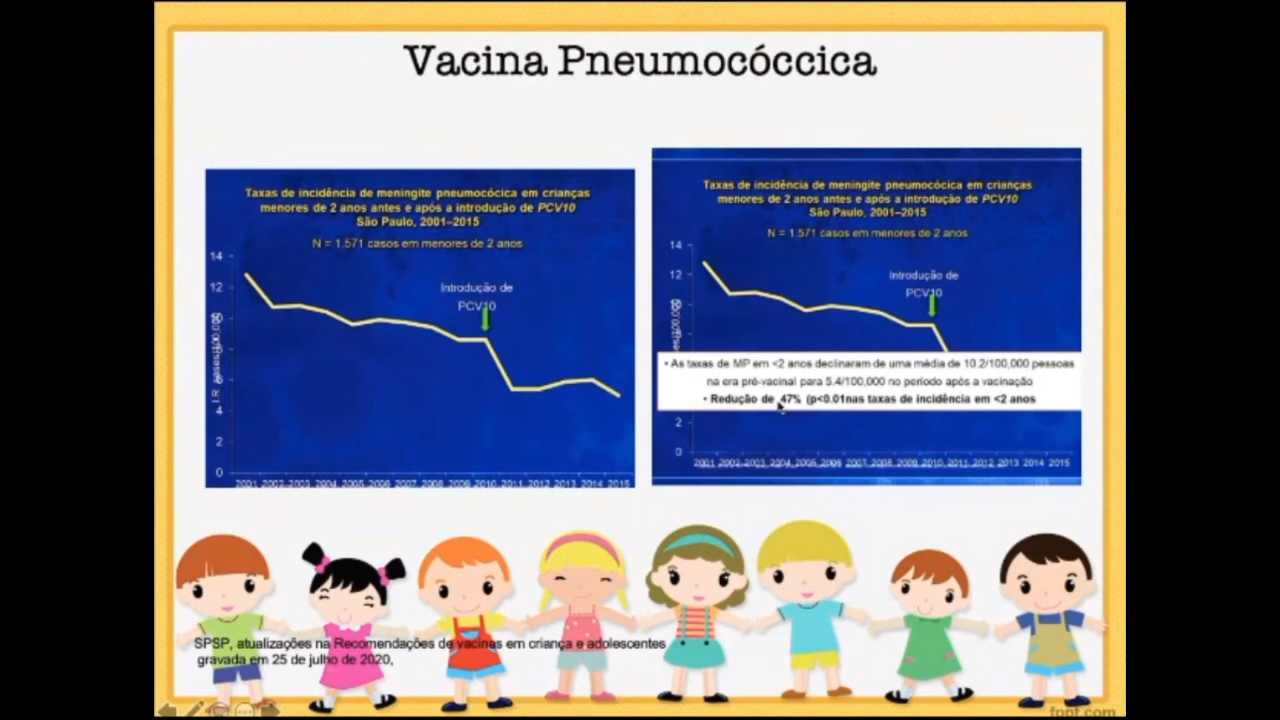 Vacina Pneumocóccica
Taxas de incidência de meningite pneumocócica em crianças
menores de 2 anos antes e após a introdução de PCV10
São Paulo, 2001–2015
N = 1.571 casos em menores de 2 anos
14
12
10
8
6
4
2
0
I.R. cases/100,000
Introdução de
PCV10
2001 2002 2003 2004 2005 2006 2007 2008 2009 2010 2011 2012 2013 2014 2015
Taxas de incidência de meningite pneumocócica em crianças
menores de 2 anos antes e após a introdução de PCV10
São Paulo, 2001–2015
N = 1.571 casos em menores de 2 anos
14
12
10
8
2
0
Introdução de
PCV10
• As taxas de MP em <2 anos declinaram de uma média de 10.2/100,000 pessoas
na era pré-vacinal para 5.4/100,000 no período após a vacinação
• Redução de 47% (p<0.01nas taxas de incidência em <2 anos
2001 2002 2003 2004 2005 2006 2007 2008 2009 2010 2011 2012 2013 2014 2015
SPSP, atualizações na Recomendações de vacinas em criança e adolescentes
gravada em 25 de julho de 2020,
fppt.com